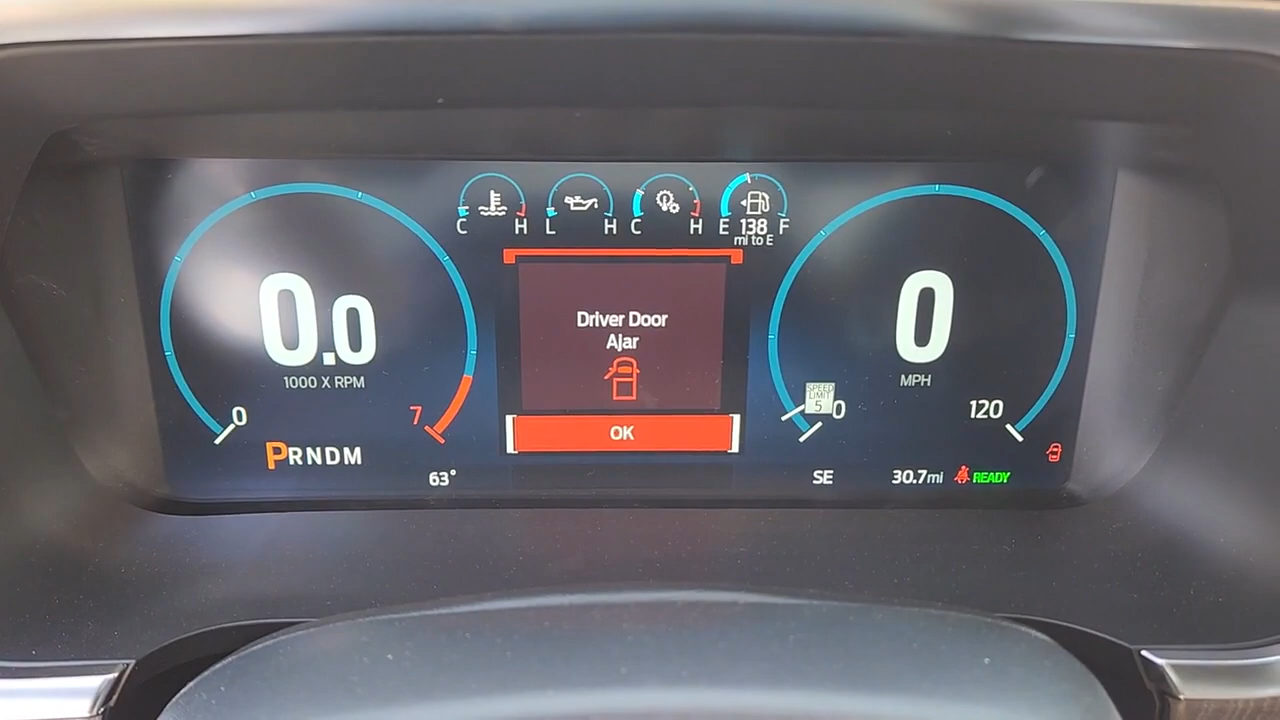 C H L H C H E 138 F
mi to E
0.0
1000 X RPM
0 7
PRNDM
63°
Driver Door
Ajar
OK
0
MPH
SPEED
LIMIT
5
0 120
SE 30.7mi READY